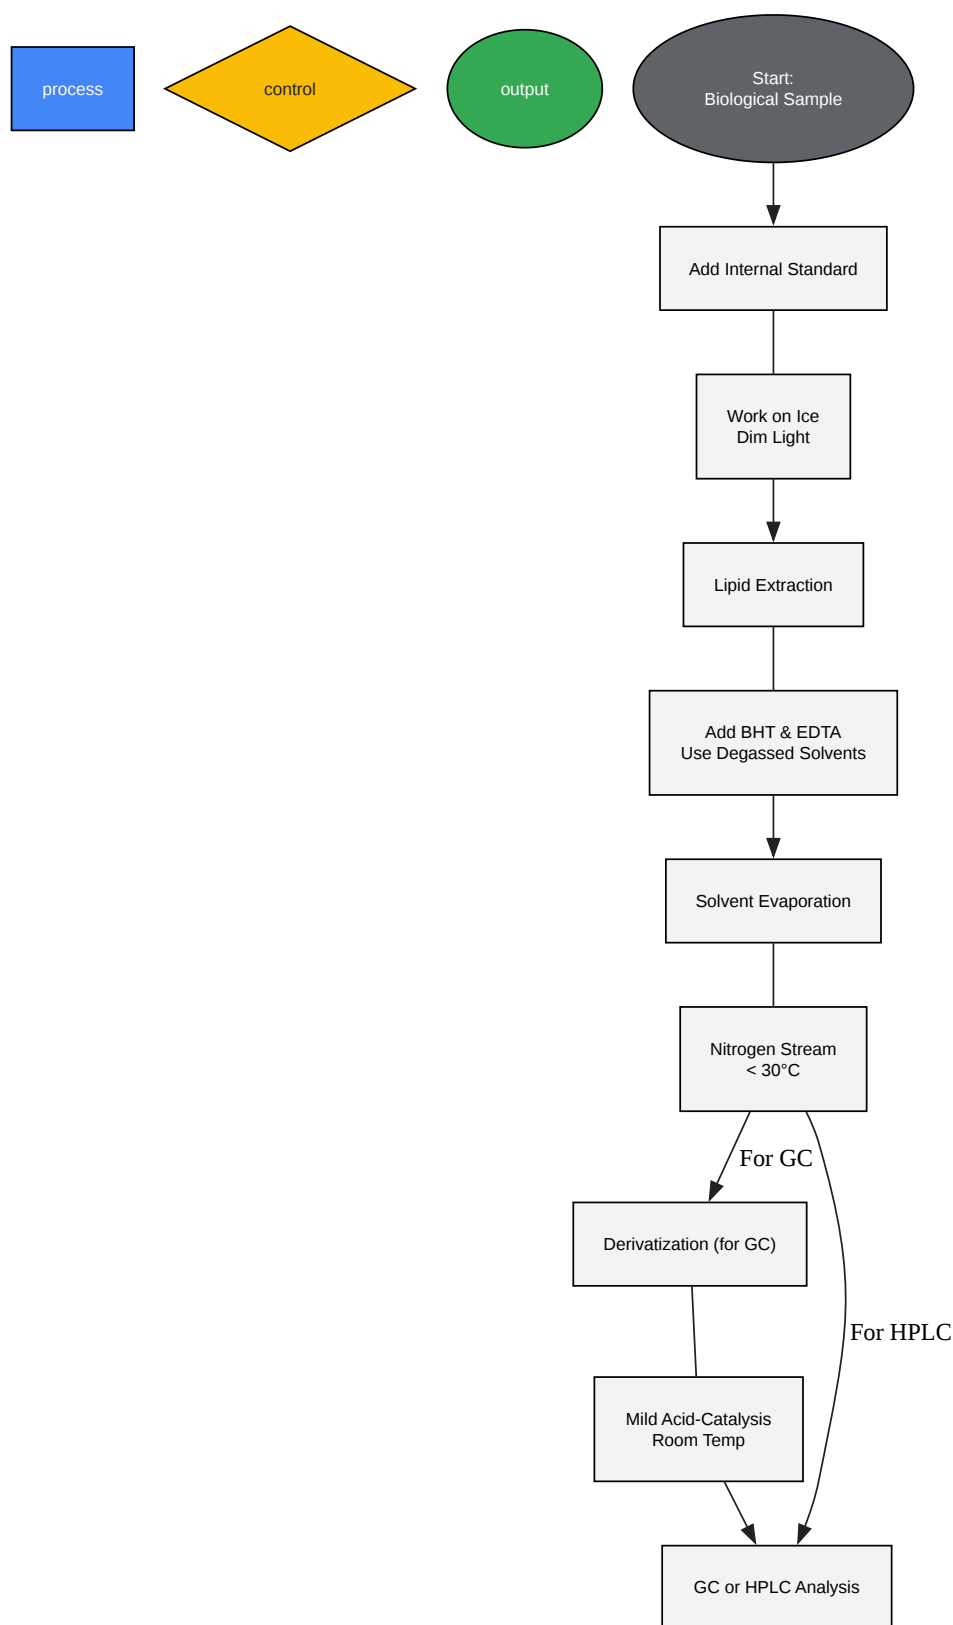 process
control
output
Start:
Biological Sample
Add Internal Standard
Work on Ice
Dim Light
Lipid Extraction
Add BHT & EDTA
Use Degassed Solvents
Solvent Evaporation
Nitrogen Stream
< 30°C
For GC
Derivatization (for GC)
For HPLC
Mild Acid-Catalysis
Room Temp
GC or HPLC Analysis